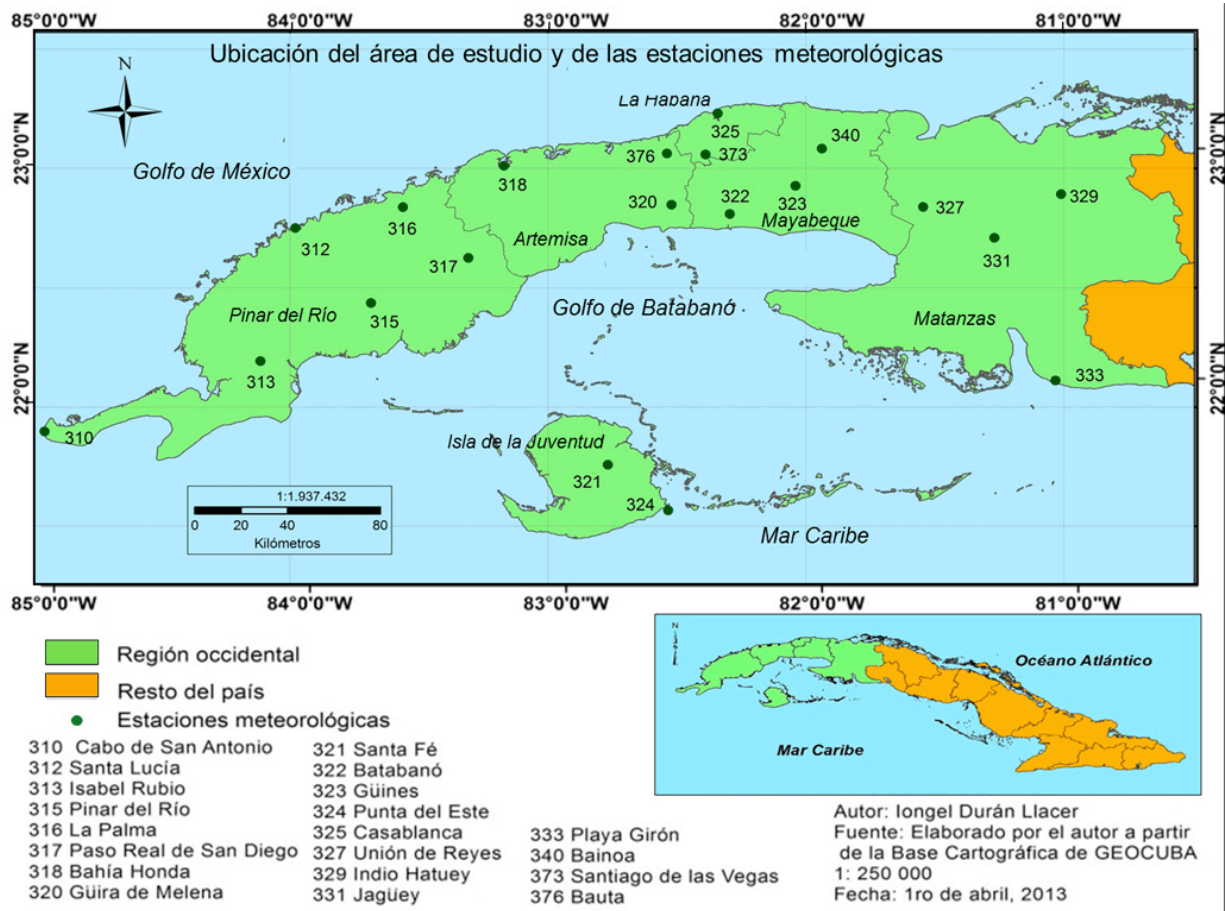 85°0'0"W 84°0'0"W 83°0'0"W 82°0'0"W 81°0'0"W
Ubicación del área de estudio y de las estaciones meteorológicas
N
La Habana
325
340
23°0'0"N
376
373
23°0'0"N
Golfo de México
318
329
320
322
323
327
316
Mayabeque
312
Artemisa
331
317
Golfo de Batabanó
Pinar del Río
315
Matanzas
313
333
22°0'0"N
22°0'0"N
310
Isla de la Juventud
321
324
1:1.937.432
0 20 40 80
Kilómetros
Mar Caribe
85°0'0"W 84°0'0"W 83°0'0"W 82°0'0"W 81°0'0"W
Región occidental
Resto del país
Estaciones meteorológicas
310 Cabo de San Antonio
312 Santa Lucía
313 Isabel Rubio
315 Pinar del Río
316 La Palma
317 Paso Real de San Diego
318 Bahía Honda
320 Güira de Melena
321 Santa Fé
322 Batabanó
323 Güines
324 Punta del Este
325 Casablanca
327 Unión de Reyes
329 Indio Hatuey
331 Jagüey
333 Playa Girón
340 Bainoa
373 Santiago de las Vegas
376 Bauta
N
Océano Atlántico
Mar Caribe
Autor: Iongel Durán Llacer
Fuente: Elaborado por el autor a partir
de la Base Cartográfica de GEOCUBA
1: 250 000
Fecha: 1ro de abril, 2013